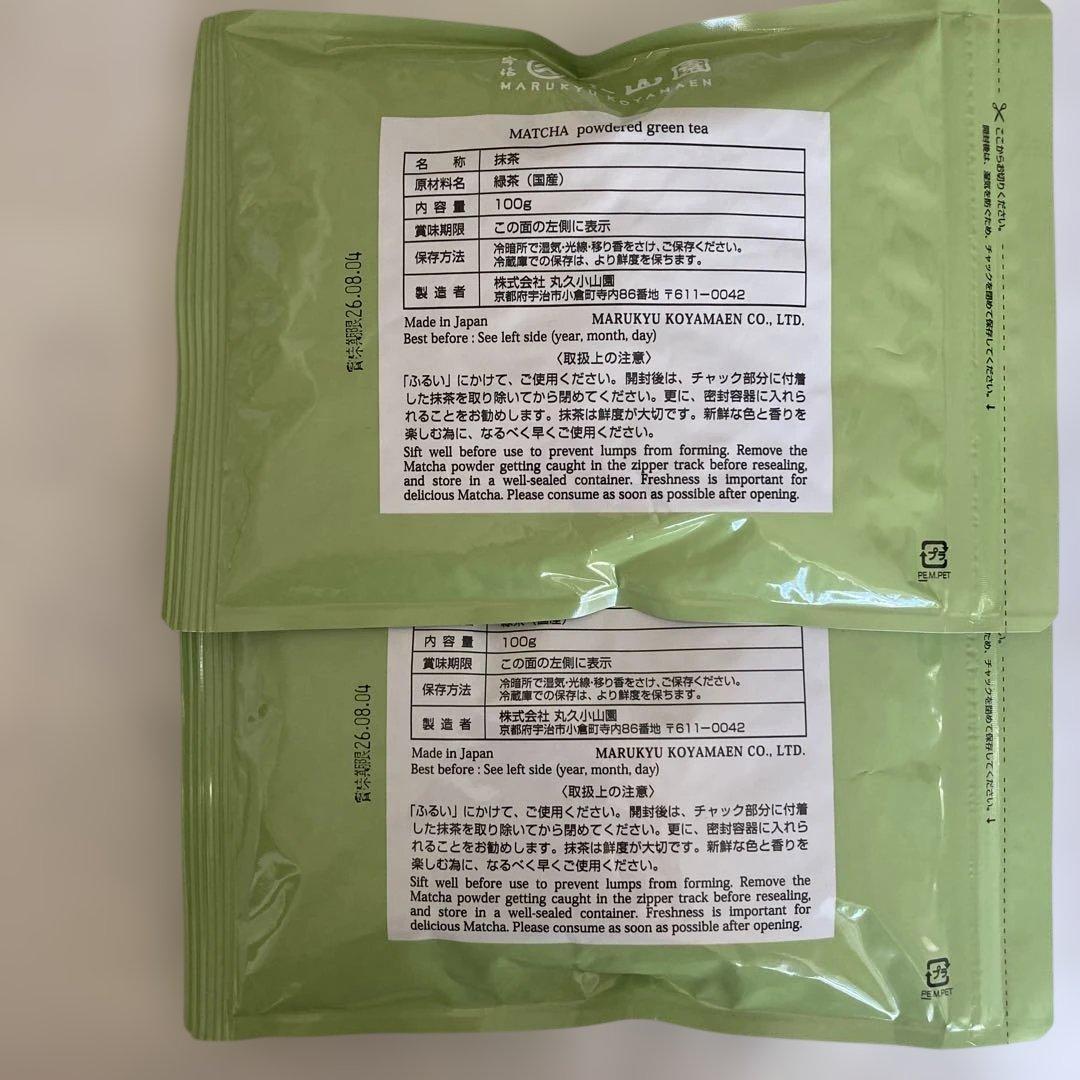 宇治
山園
MARUKYU KOYAMAEN
MATCHA powdered green tea
名 称 抹茶
原材料名 緑茶（国産）
内容量 100g
賞味期限 この面の左側に表示
保存方法 冷暗所で湿気・光線・移り香をさけ、ご保存ください。
冷蔵庫での保存は、より鮮度を保ちます。
製造者 株式会社 丸久小山園
京都府宇治市小倉町寺内86番地 〒611-0042
Made in Japan MARUKYU KOYAMAEN CO., LTD.
Best before : See left side (year, month, day)
〈取扱上の注意〉
「ふるい」にかけて、ご使用ください。開封後は、チャック部分に付着
した抹茶を取り除いてから閉めてください。更に、密封容器に入れら
れることをお勧めします。抹茶は鮮度が大切です。新鮮な色と香りを
楽しむ為に、なるべく早くご使用ください。
Sift well before use to prevent lumps from forming. Remove the
Matcha powder getting caught in the zipper track before resealing,
and store in a well-sealed container. Freshness is important for
delicious Matcha. Please consume as soon as possible after opening.
賞味期限26.08.04
ここからお切りください。
開封後は、湿気を防ぐため、チャックを閉めて保存してください。
プラ
PE.M.PET
緑茶（国産）
内容量 100g
賞味期限 この面の左側に表示
保存方法 冷暗所で湿気・光線・移り香をさけ、ご保存ください。
冷蔵庫での保存は、より鮮度を保ちます。
製造者 株式会社 丸久小山園
京都府宇治市小倉町寺内86番地 〒611-0042
Made in Japan MARUKYU KOYAMAEN CO., LTD.
Best before : See left side (year, month, day)
〈取扱上の注意〉
「ふるい」にかけて、ご使用ください。開封後は、チャック部分に付着
した抹茶を取り除いてから閉めてください。更に、密封容器に入れら
れることをお勧めします。抹茶は鮮度が大切です。新鮮な色と香りを
楽しむ為に、なるべく早くご使用ください。
Sift well before use to prevent lumps from forming. Remove the
Matcha powder getting caught in the zipper track before resealing,
and store in a well-sealed container. Freshness is important for
delicious Matcha. Please consume as soon as possible after opening.
賞味期限26.08.04
ため、チャックを閉めて保存してください。
プラ
PE.M.PET